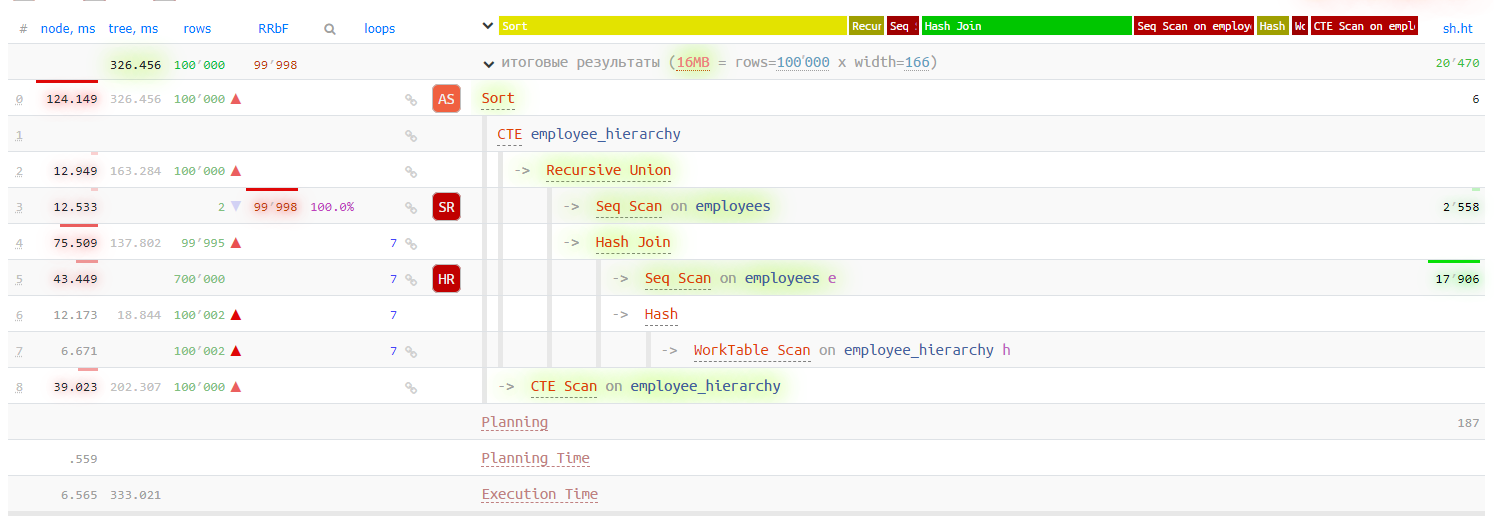 # node, ms tree, ms rows RRbF loops Sort Recur Seq Hash Join Seq Scan on employe Hash Wo CTE Scan on empl sh.ht
326.456 100'000 99'998 итоговые результаты (16MB = rows=100'000 x width=166) 20'470
0 124.149 326.456 100'000 ▲ AS Sort 6
1 CTE employee_hierarchy
2 12.949 163.284 100'000 ▲ -> Recursive Union
3 12.533 2 ▼ 99'998 100.0% SR -> Seq Scan on employees 2'558
4 75.509 137.802 99'995 ▲ 7 -> Hash Join
5 43.449 700'000 7 HR -> Seq Scan on employees e 17'906
6 12.173 18.844 100'002 ▲ 7 -> Hash
7 6.671 100'002 ▲ 7 -> WorkTable Scan on employee_hierarchy h
8 39.023 202.307 100'000 ▲ -> CTE Scan on employee_hierarchy
Planning 187
.559 Planning Time
6.565 333.021 Execution Time